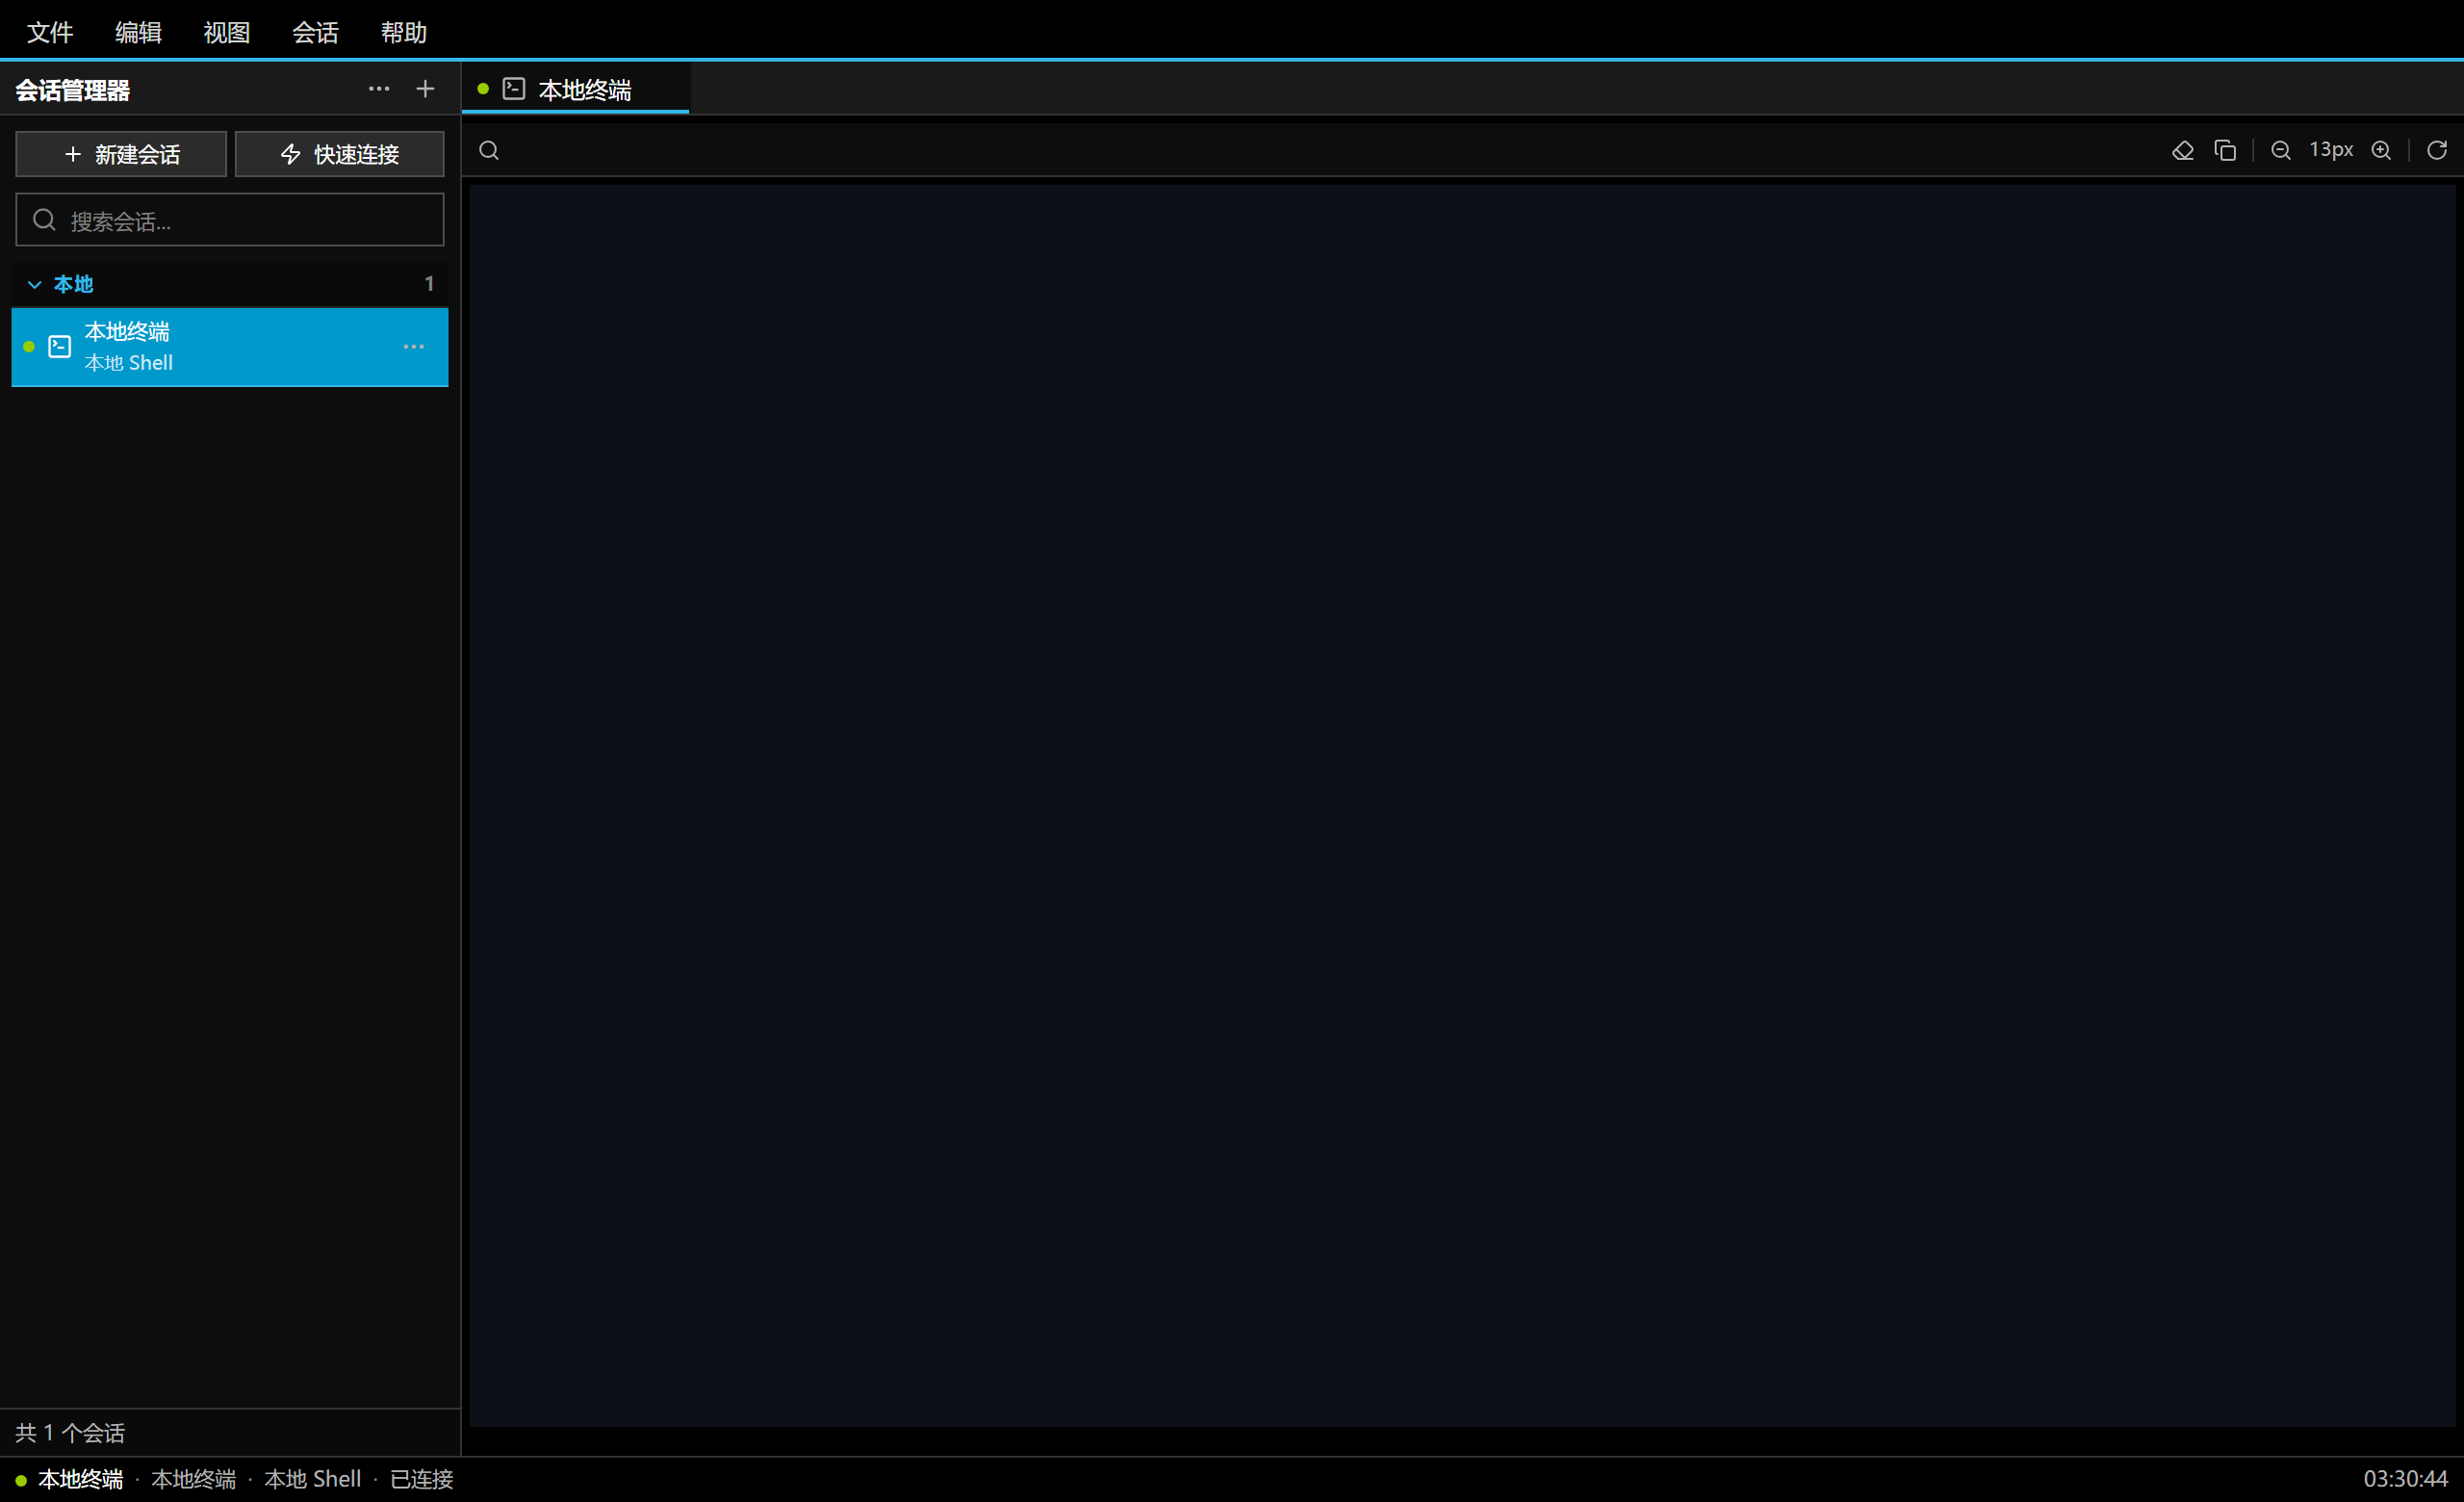 文件 编辑 视图 会话 帮助
会话管理器
本地终端
新建会话 快速连接
13px
搜索会话...
本地 1
本地终端
本地 Shell
共 1 个会话
本地终端 · 本地终端 · 本地 Shell · 已连接
03:30:44